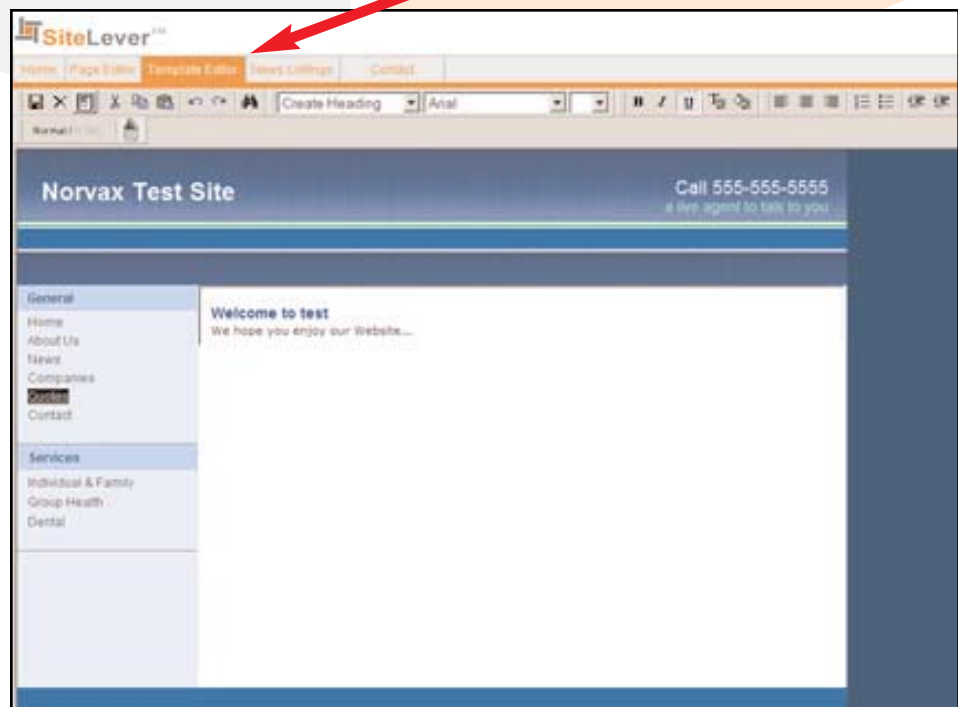 SiteLever™
Home Page Editor Template Editor News Listings Contact
Create Heading Arial B I U
Normal
Norvax Test Site
Call 555-555-5555
a live agent to talk to you
General
Home
About Us
News
Companies
Quotes
Contact
Welcome to test
We hope you enjoy our Website...
Services
Individual & Family
Group Health
Dental